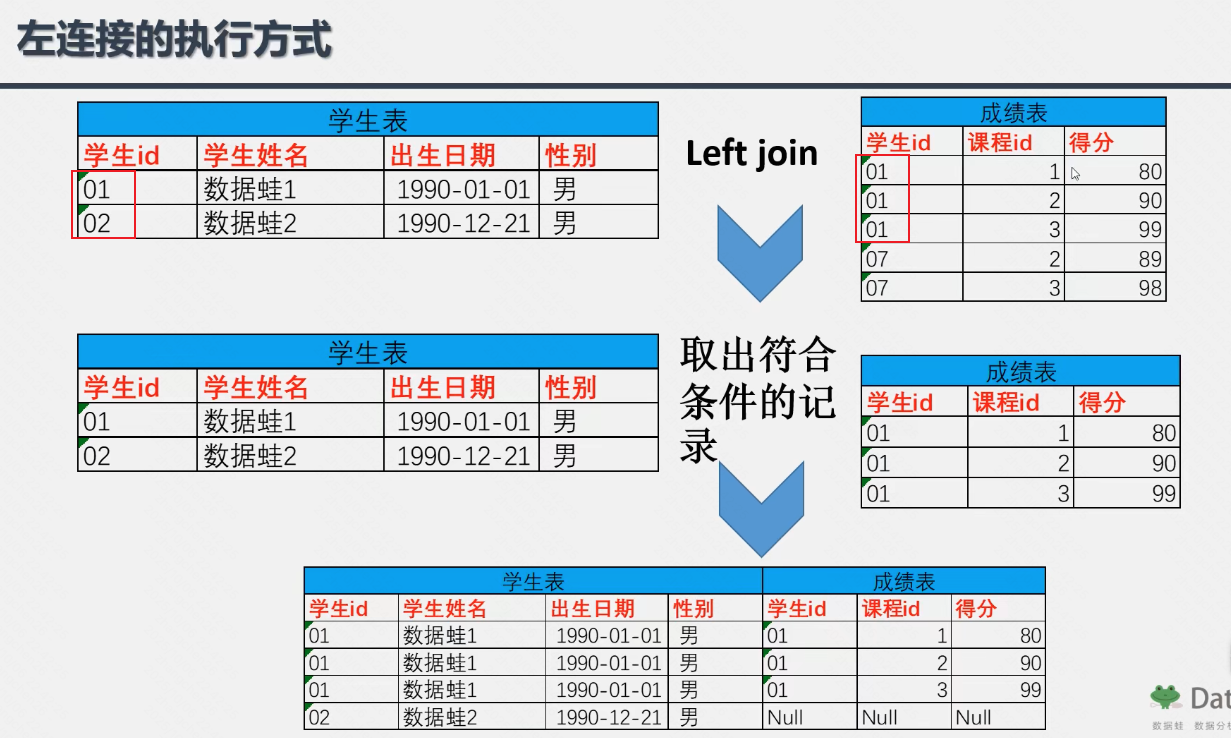 左连接的执行方式
学生表
学生id 学生姓名 出生日期 性别
01 数据蛙1 1990-01-01 男
02 数据蛙2 1990-12-21 男
Left join
成绩表
学生id 课程id 得分
01 1 80
01 2 90
01 3 99
07 2 89
07 3 98
学生表
学生id 学生姓名 出生日期 性别
01 数据蛙1 1990-01-01 男
02 数据蛙2 1990-12-21 男
取出符合
条件的记
录
成绩表
学生id 课程id 得分
01 1 80
01 2 90
01 3 99
学生表 成绩表
学生id 学生姓名 出生日期 性别 学生id 课程id 得分
01 数据蛙1 1990-01-01 男 01 1 80
01 数据蛙1 1990-01-01 男 01 2 90
01 数据蛙1 1990-01-01 男 01 3 99
02 数据蛙2 1990-12-21 男 Null Null Null
Dat
数据蛙 数据分